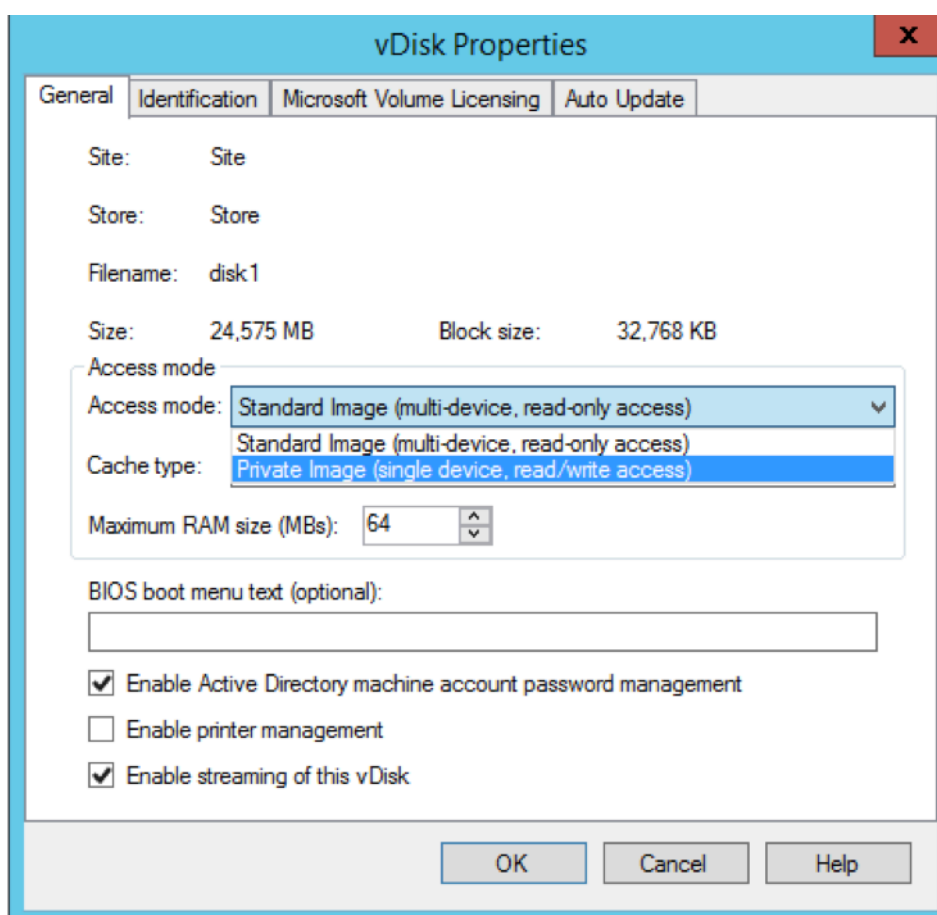 vDisk Properties
x
General Identification Microsoft Volume Licensing Auto Update
Site: Site
Store: Store
Filename: disk1
Size: 24,575 MB Block size: 32,768 KB
Access mode
Access mode: Standard Image (multi-device, read-only access)
Standard Image (multi-device, read-only access)
Cache type: Private Image (single device, read/write access)
Maximum RAM size (MBs): 64
BIOS boot menu text (optional):
Enable Active Directory machine account password management
Enable printer management
Enable streaming of this vDisk
OK Cancel Help